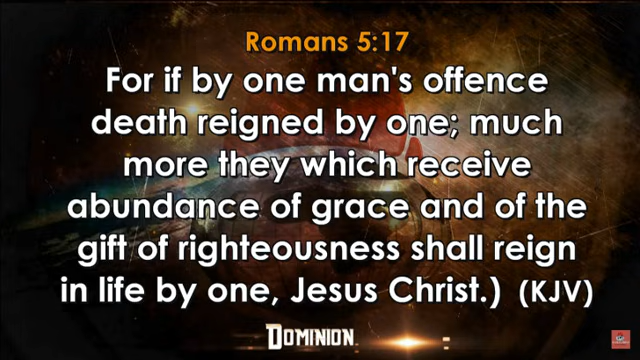 Romans 5:17
For if by one man's offence
death reigned by one; much
more they which receive
abundance of grace and of the
gift of righteousness shall reign
in life by one, Jesus Christ.) (KJV)
DOMINION